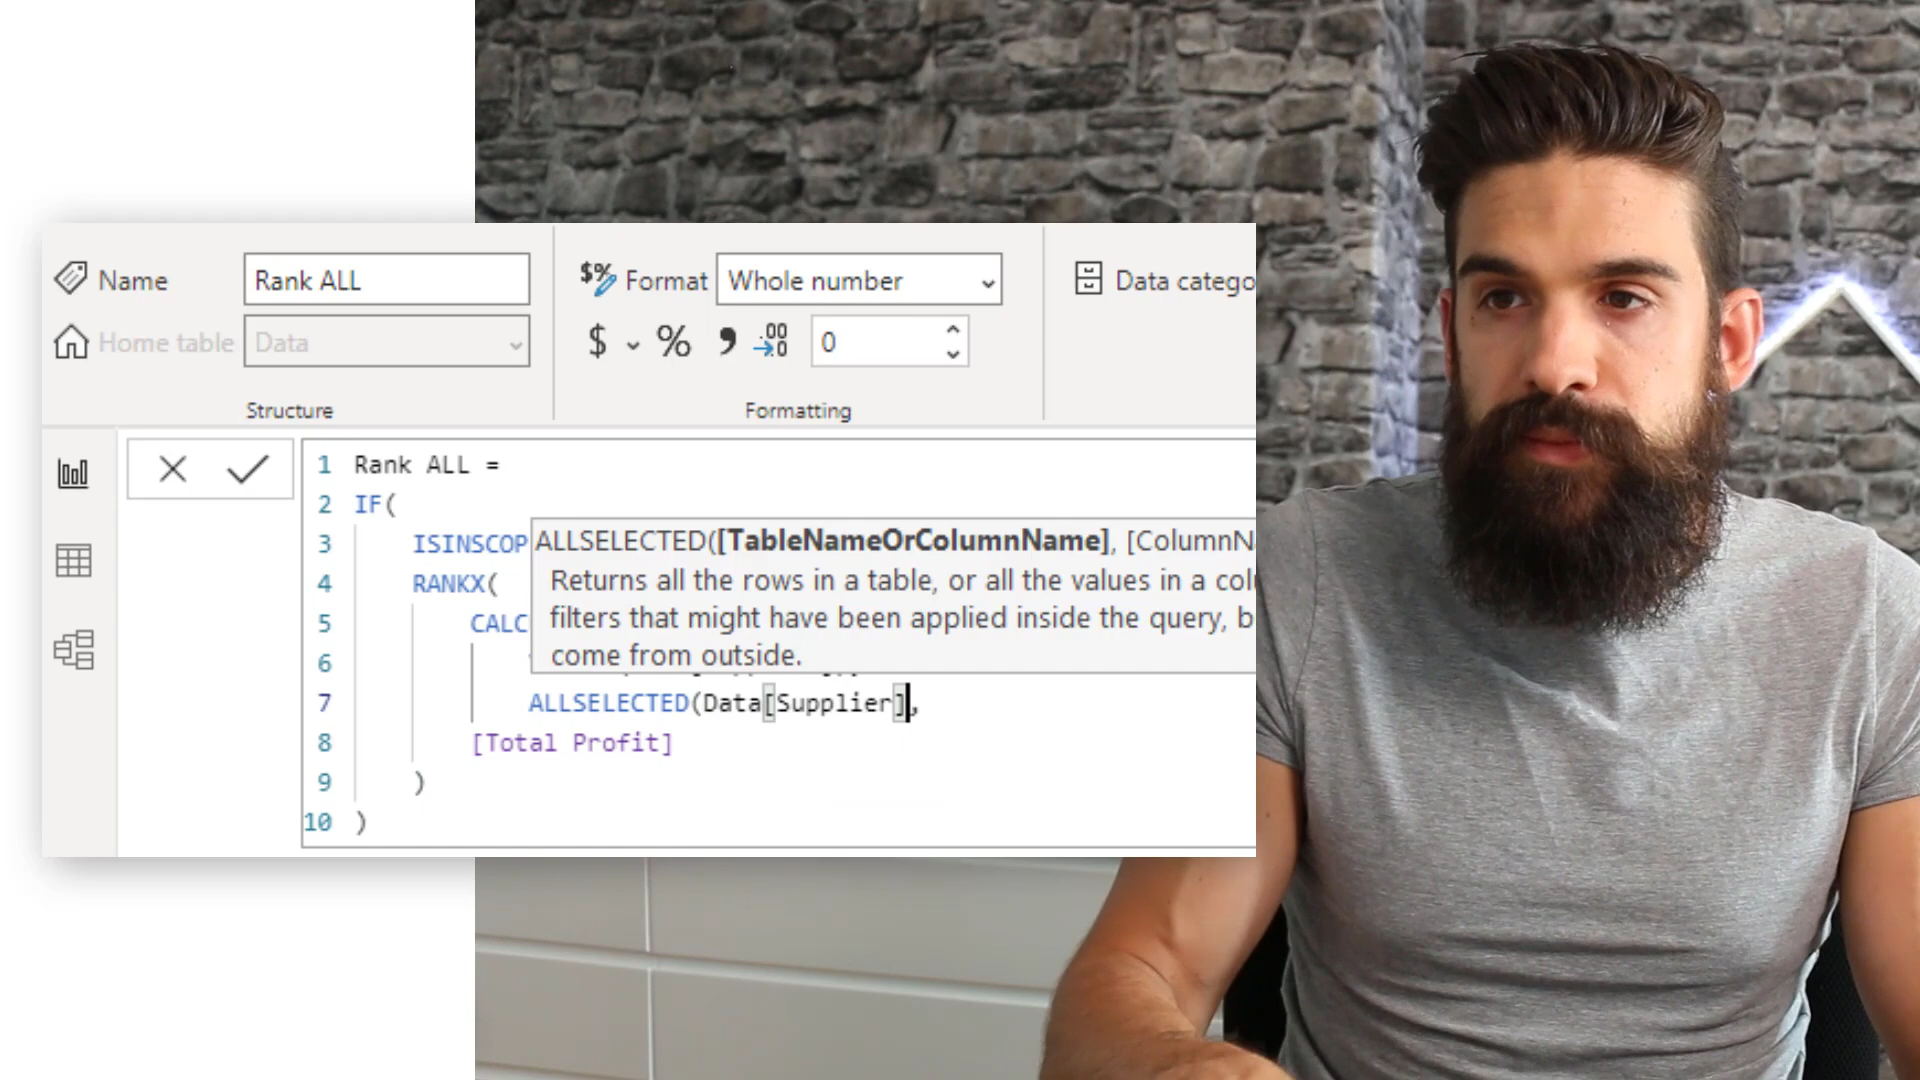 Name
Rank ALL
Format
Whole number
Data catego
Home table
Data
$
%
0
Structure
Formatting
1 Rank ALL =
2 IF(
3 ISINSCOP
ALLSELECTED([TableNameOrColumnName], [ColumnNa
4 RANKX(
Returns all the rows in a table, or all the values in a colu
5 CALC
filters that might have been applied inside the query, b
6
come from outside.
7 ALLSELECTED(Data[Supplier],
8 [Total Profit]
9 )
10 )